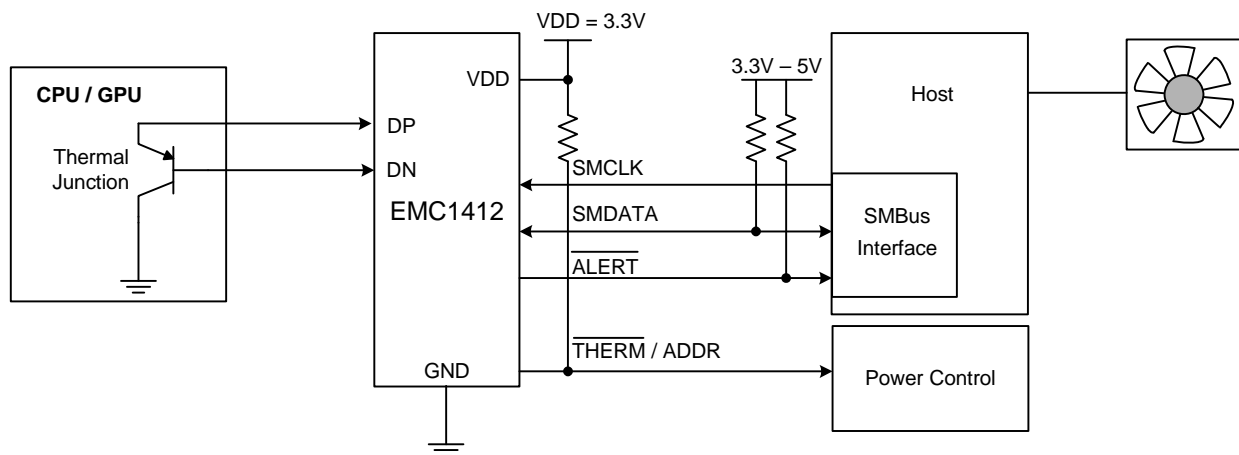 VDD = 3.3V
VDD
3.3V – 5V
CPU / GPU
Host
DP
Thermal
Junction
DN
SMCLK
EMC1412
SMDATA
SMBus
Interface
ALERT
THERM / ADDR
GND
Power Control